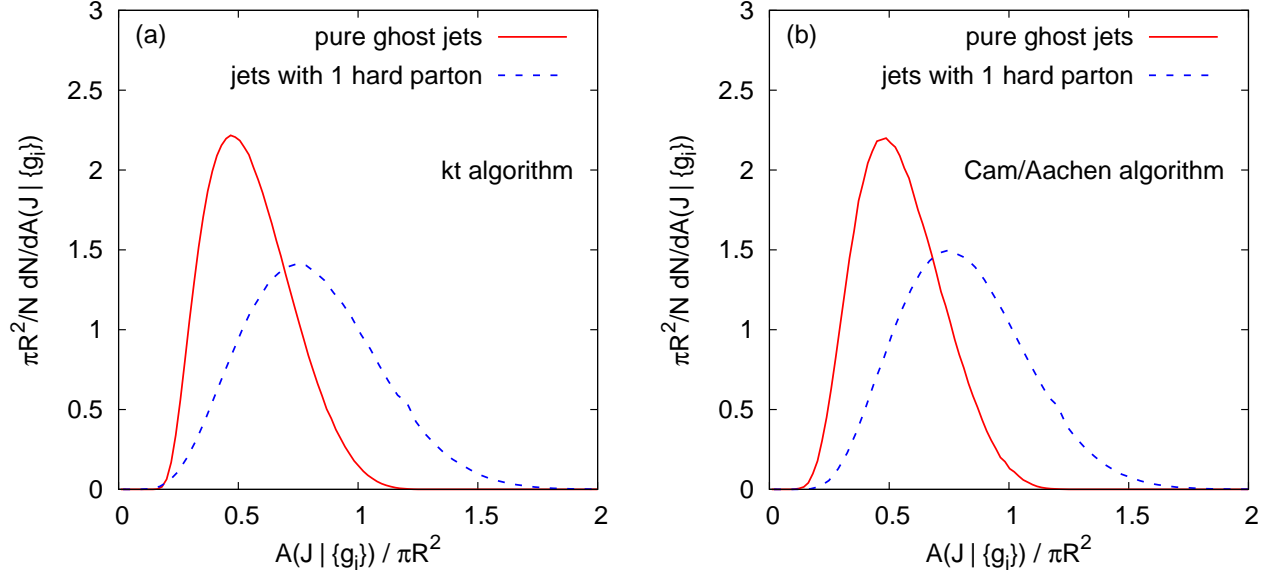 (a)
pure ghost jets
jets with 1 hard parton
kt algorithm
πR²/N dN/dA(J | {gᵢ})
3
2.5
2
1.5
1
0.5
0
0 0.5 1 1.5 2
A(J | {gᵢ}) / πR²
(b)
pure ghost jets
jets with 1 hard parton
Cam/Aachen algorithm
πR²/N dN/dA(J | {gᵢ})
3
2.5
2
1.5
1
0.5
0
0 0.5 1 1.5 2
A(J | {gᵢ}) / πR²